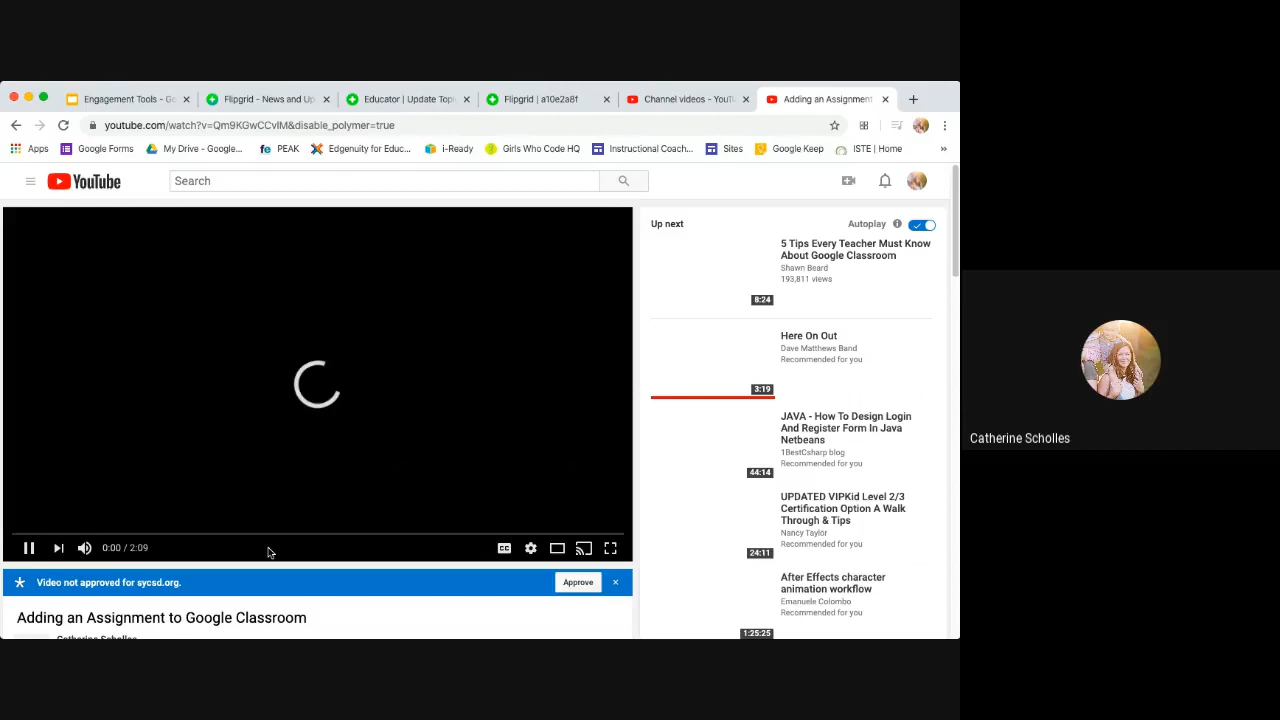 Engagement Tools - Go
Flipgrid - News and Up
Educator | Update Topi
Flipgrid | a10e2a8f
Channel videos - YouTu
Adding an Assignment
youtube.com/watch?v=Qm9KGwCCvlM&disable_polymer=true
Apps
Google Forms
My Drive - Google...
fe PEAK
Edgenuity for Educ...
i-Ready
Girls Who Code HQ
Instructional Coach...
Sites
Google Keep
ISTE | Home
»
YouTube
Search
Up next
Autoplay
5 Tips Every Teacher Must Know
About Google Classroom
Shawn Beard
193,811 views
8:24
Here On Out
Dave Matthews Band
Recommended for you
3:19
JAVA - How To Design Login
And Register Form In Java
Netbeans
1BestCsharp blog
Recommended for you
44:14
UPDATED VIPKid Level 2/3
Certification Option A Walk
Through & Tips
Nancy Taylor
Recommended for you
24:11
After Effects character
animation workflow
Emanuele Colombo
Recommended for you
1:25:25
0:00 / 2:09
CC
Video not approved for sycsd.org.
Approve
Adding an Assignment to Google Classroom
Catherine Scholles
Catherine Scholles